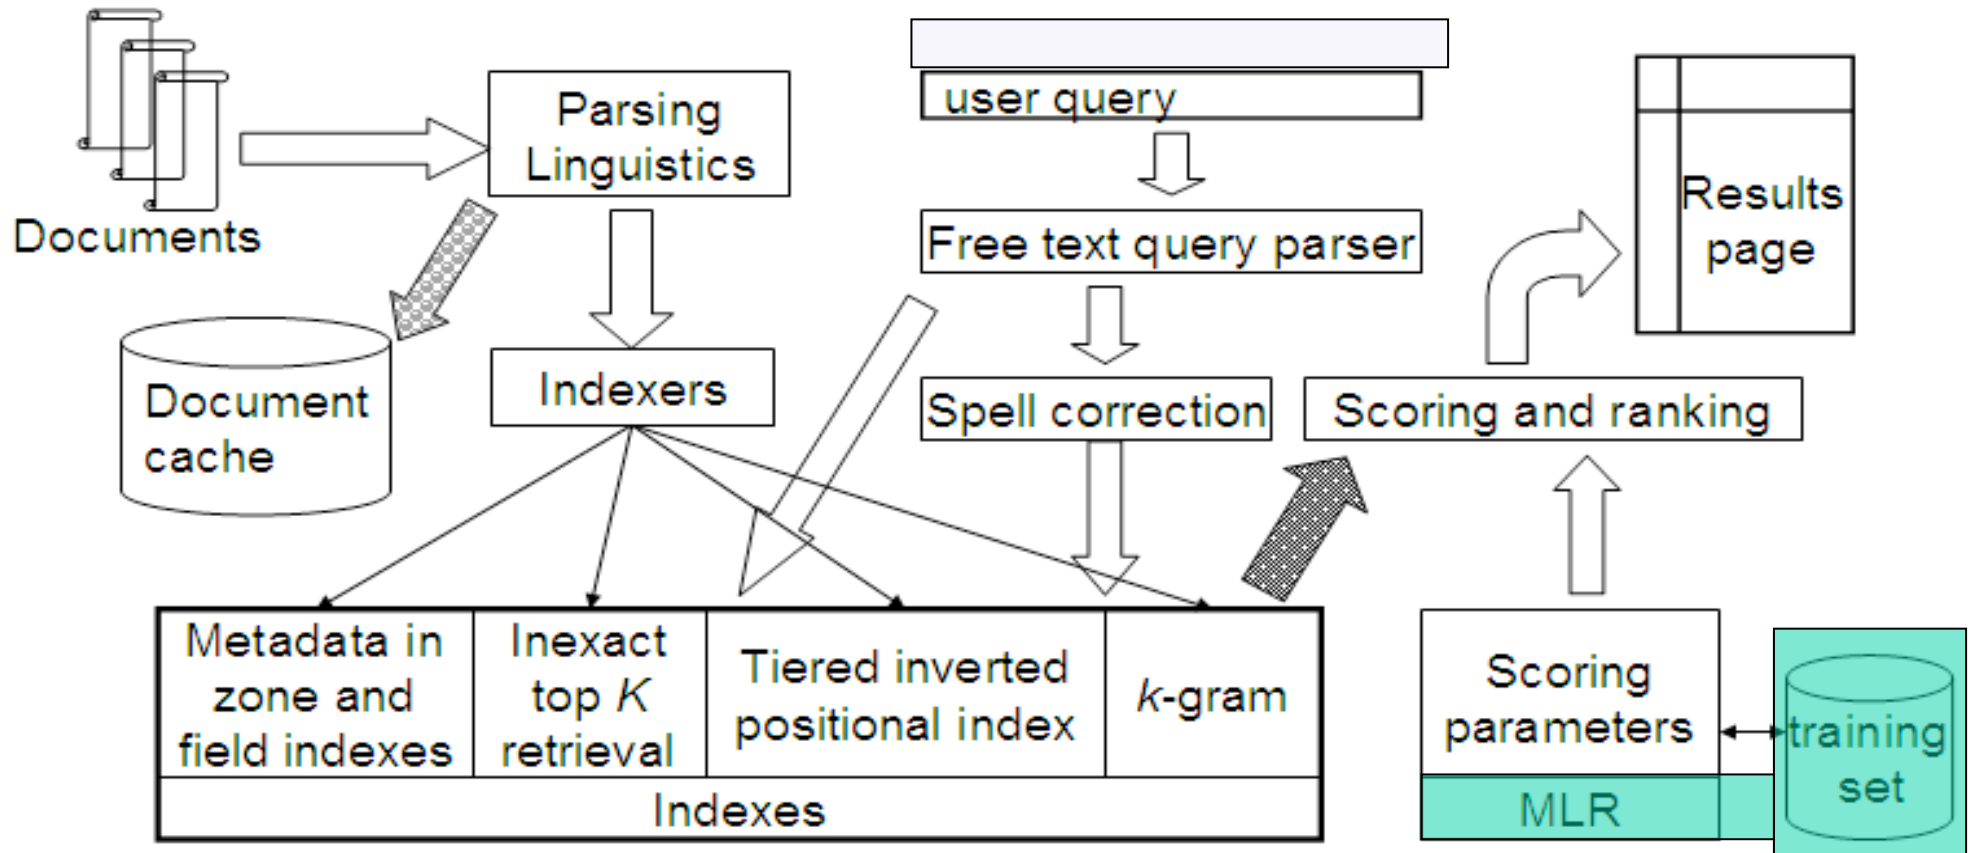 Documents
Parsing
Linguistics
user query
Results
page
Free text query parser
Document
cache
Indexers
Spell correction
Scoring and ranking
Metadata in
zone and
field indexes
Inexact
top K
retrieval
Tiered inverted
positional index
k-gram
Indexes
Scoring
parameters
MLR
training
set